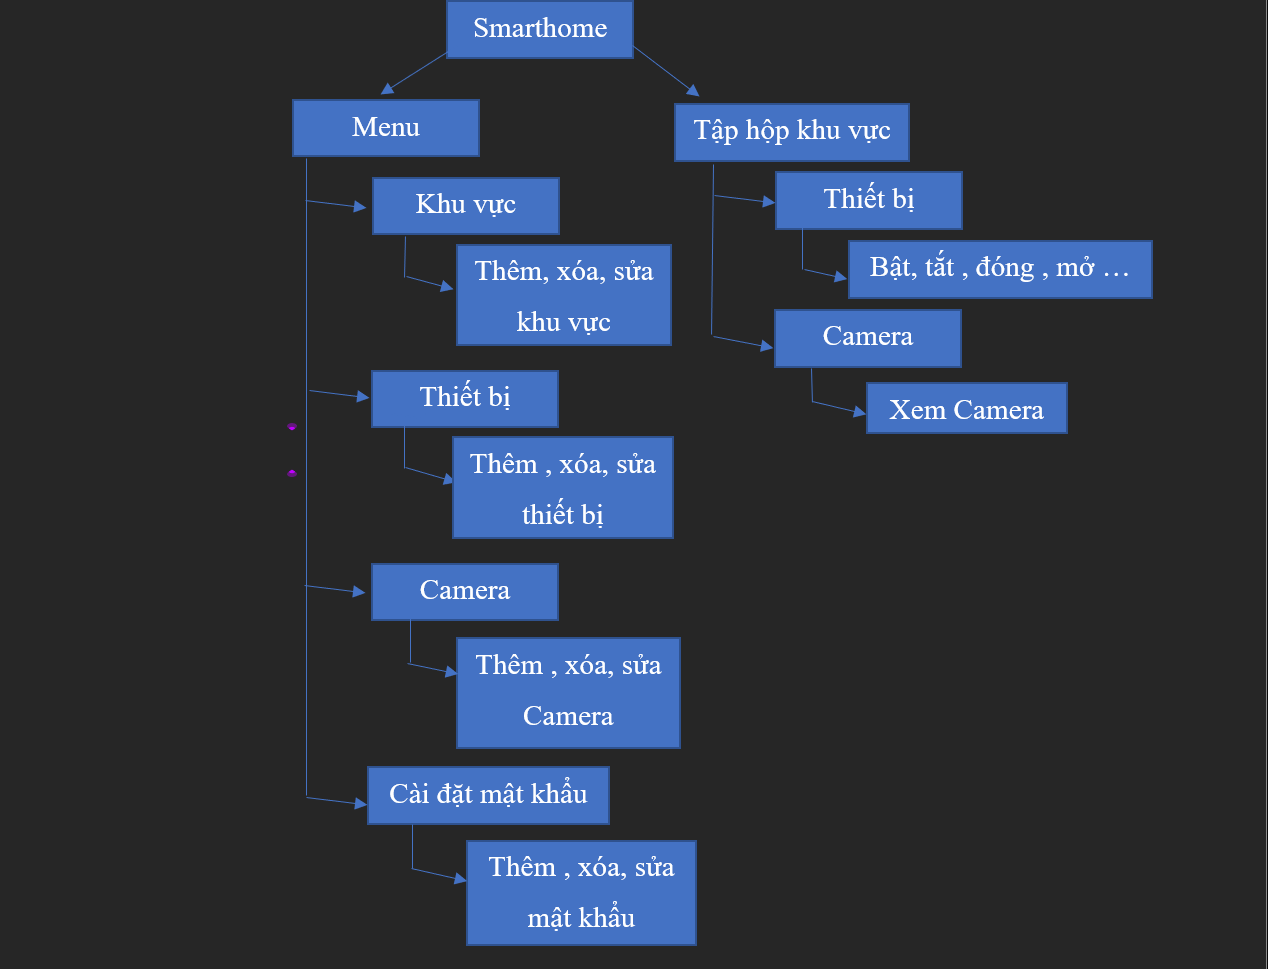 Smarthome
Menu
Khu vực
Thêm, xóa, sửa
khu vực
Thiết bị
Thêm , xóa, sửa
thiết bị
Camera
Thêm , xóa, sửa
Camera
Cài đặt mật khẩu
Thêm , xóa, sửa
mật khẩu
Tập hộp khu vực
Thiết bị
Bật, tắt , đóng , mở …
Camera
Xem Camera